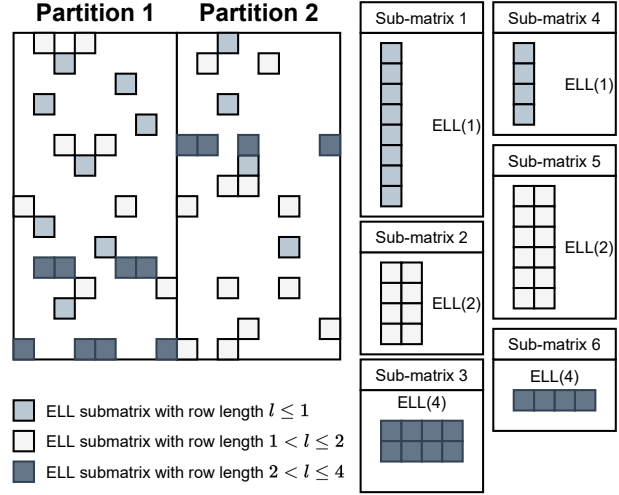 Partition 1
Partition 2
Sub-matrix 1
ELL(1)
Sub-matrix 4
ELL(1)
Sub-matrix 2
ELL(2)
Sub-matrix 5
ELL(2)
Sub-matrix 3
ELL(4)
Sub-matrix 6
ELL(4)
ELL submatrix with row length l ≤ 1
ELL submatrix with row length 1 < l ≤ 2
ELL submatrix with row length 2 < l ≤ 4